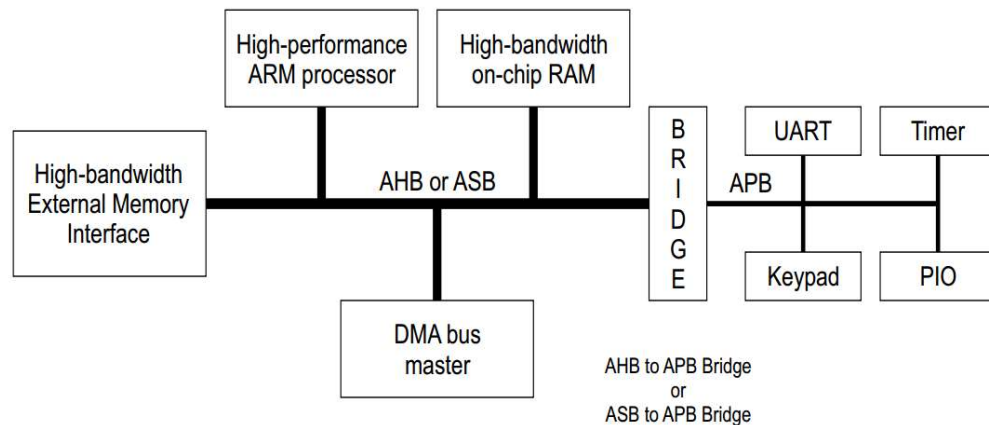 High-performance
ARM processor
High-bandwidth
on-chip RAM
High-bandwidth
External Memory
Interface
AHB or ASB
B
R
I
D
G
E
APB
UART
Timer
Keypad
PIO
DMA bus
master
AHB to APB Bridge
or
ASB to APB Bridge